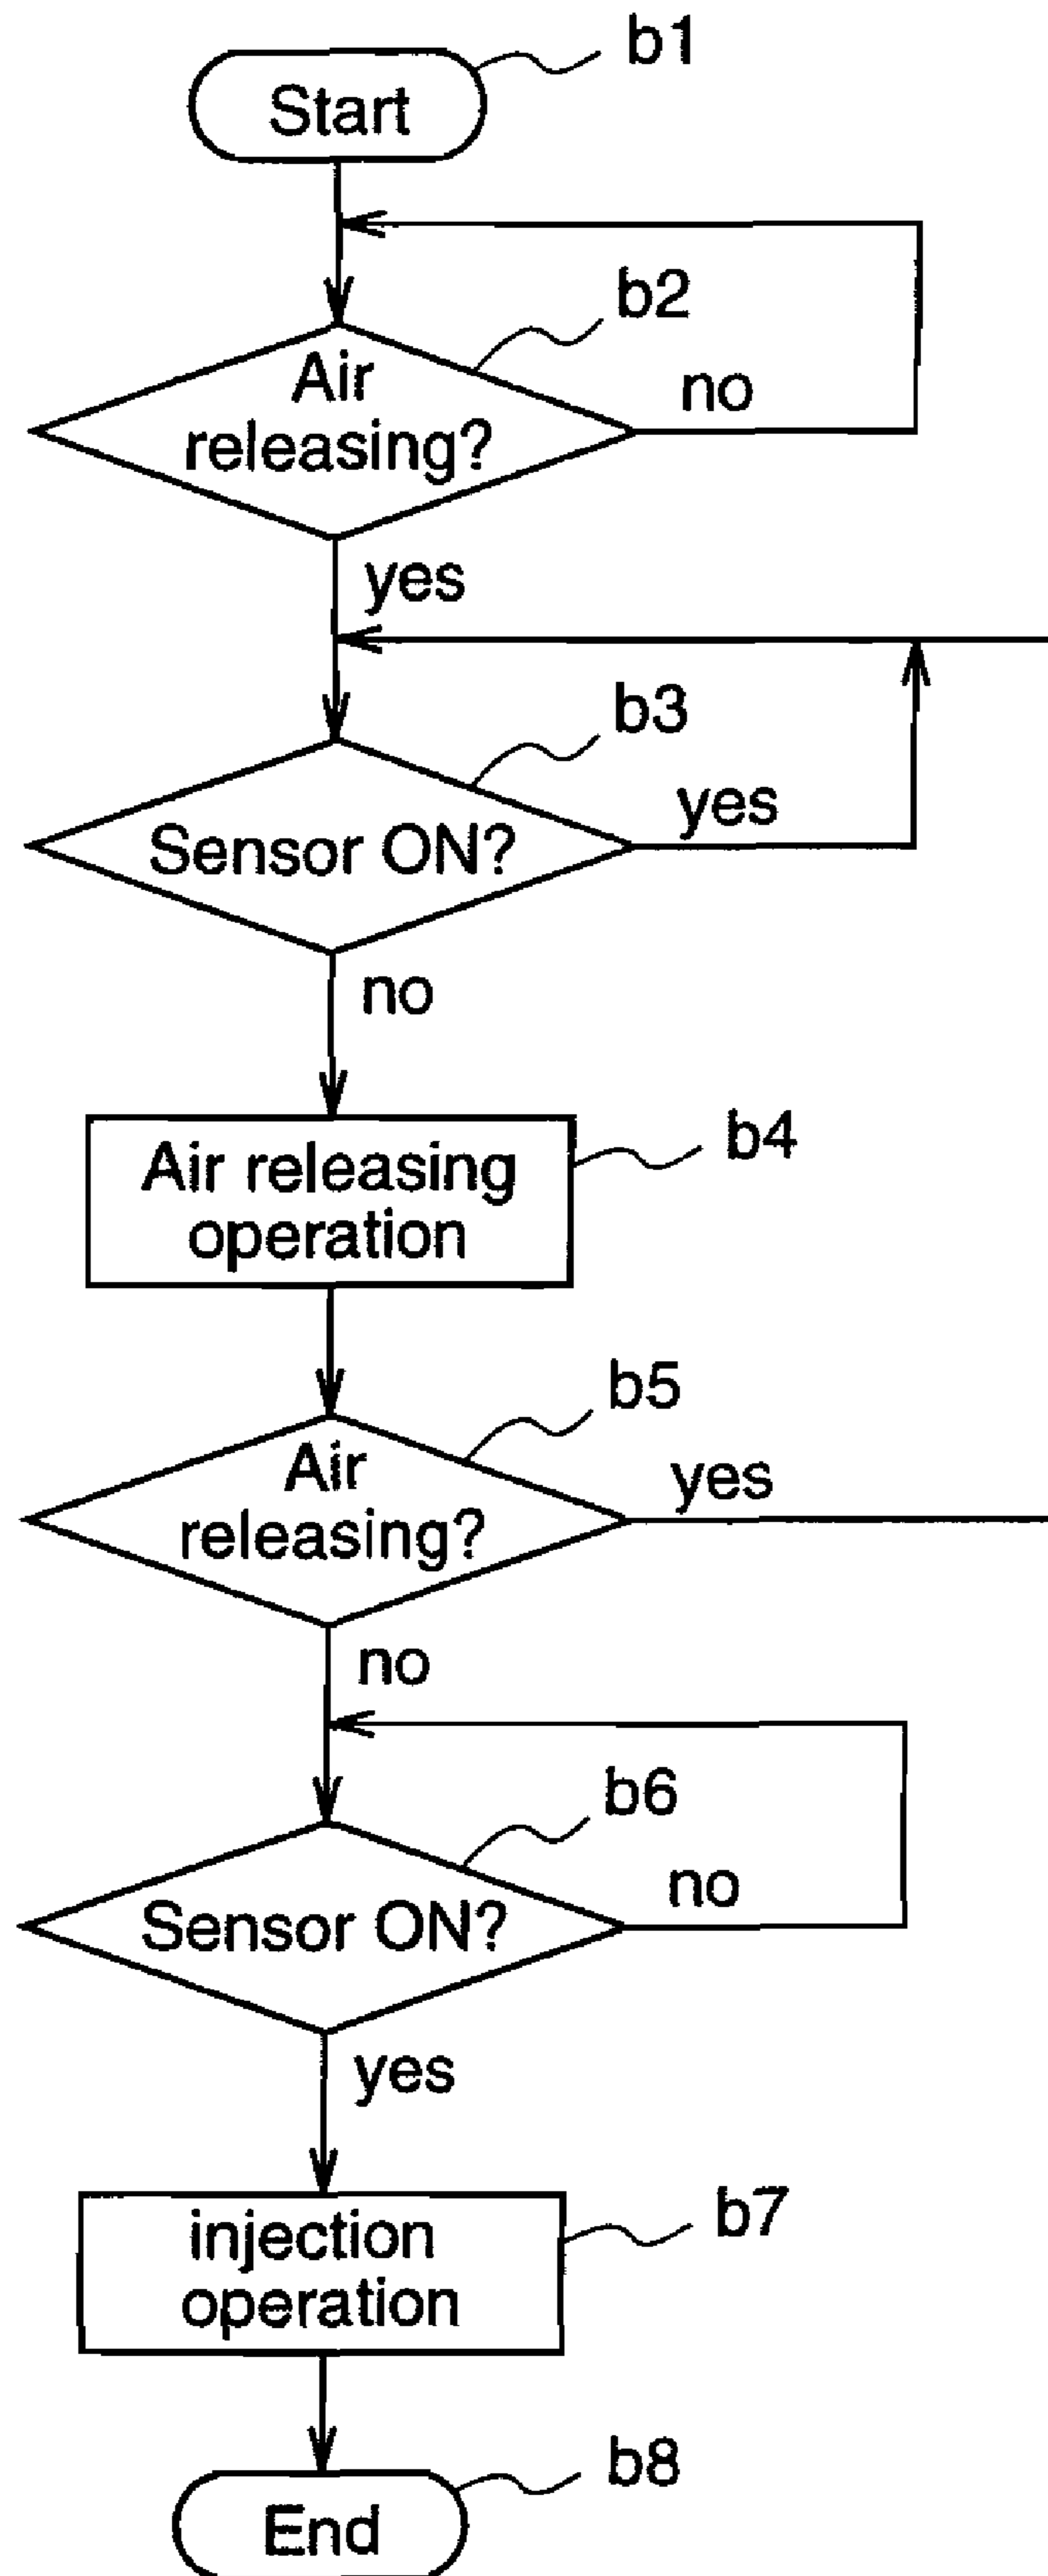 b1
Start
b2
Air
releasing?
no
yes
b3
Sensor ON?
yes
no
b4
Air releasing
operation
b5
Air
releasing?
yes
no
b6
Sensor ON?
no
yes
b7
injection
operation
b8
End